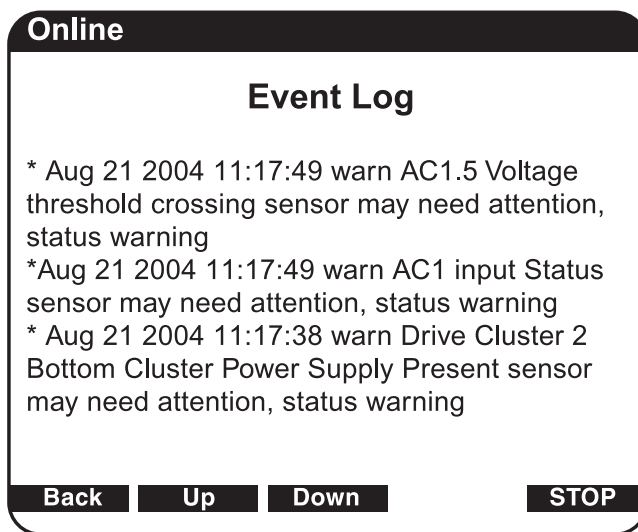 Online
Event Log
* Aug 21 2004 11:17:49 warn AC1.5 Voltage
threshold crossing sensor may need attention,
status warning
*Aug 21 2004 11:17:49 warn AC1 input Status
sensor may need attention, status warning
* Aug 21 2004 11:17:38 warn Drive Cluster 2
Bottom Cluster Power Supply Present sensor
may need attention, status warning
Back Up Down STOP